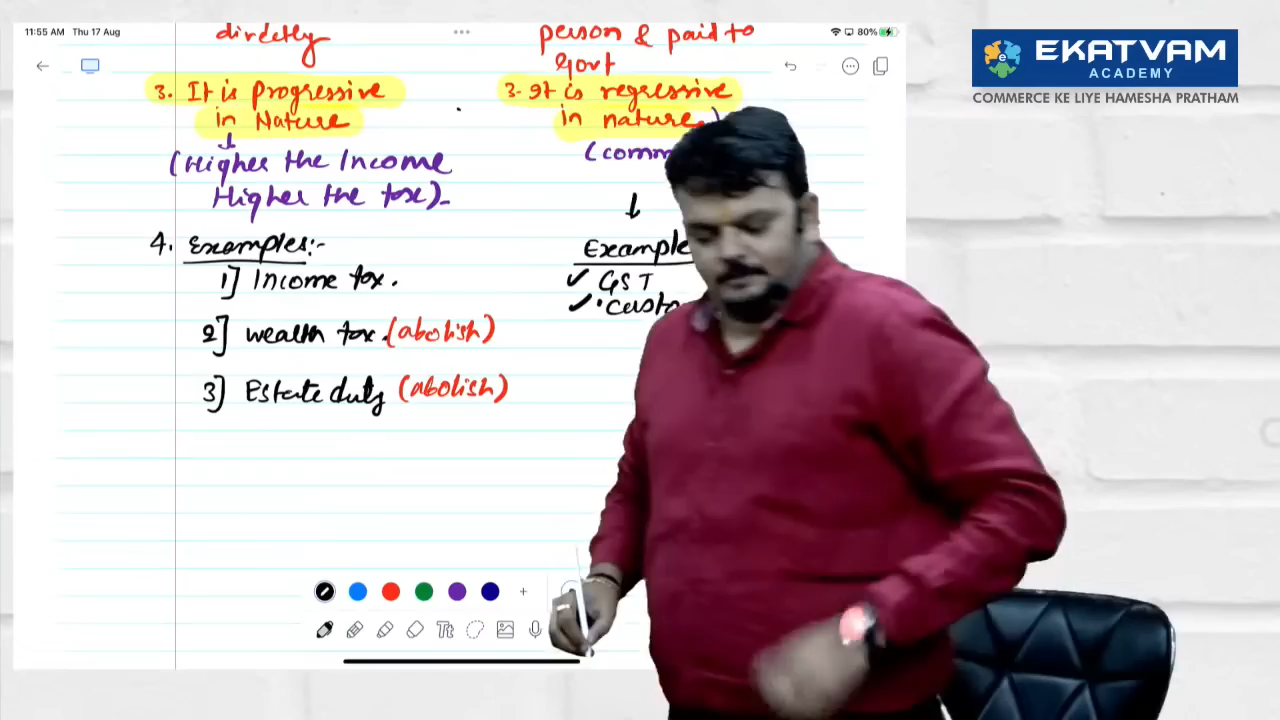 11:55 AM Thu 17 Aug
80%
EKATVAM
ACADEMY
COMMERCE KE LIYE HAMESHA PRATHAM
directly
3. It is Progressive
in Nature
(Higher the Income
Higher the tax).
4. Examples:-
1] Income tax.
2] wealth tax. (abolish)
3] Estate duty (abolish)
person & paid to
Govt
3. It is regressive
in nature
(comm
Example
GST
Custo
Tt